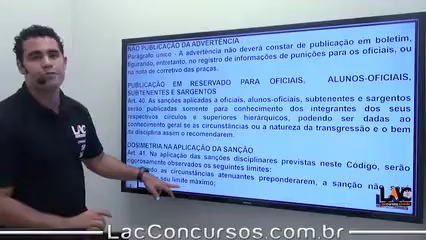 NÃO PUBLICAÇÃO DA ADVERTÊNCIA
Parágrafo único - A advertência não deverá constar de publicação em boletim,
figurando, entretanto, no registro de informações de punições para os oficiais, ou
na nota de corretivo das praças.
PUBLICAÇÃO EM RESERVADO PARA OFICIAIS, ALUNOS-OFICIAIS,
SUBTENENTES E SARGENTOS
Art. 40. As sanções aplicadas a oficiais, alunos-oficiais, subtenentes e sargentos
serão publicadas somente para conhecimento dos integrantes dos seus
respectivos círculos e superiores hierárquicos, podendo ser dadas ao
conhecimento geral se as circunstâncias ou a natureza da transgressão e o bem
da disciplina assim o recomendarem.
DOSIMETRIA NA APLICAÇÃO DA SANÇÃO
Art. 41. Na aplicação das sanções disciplinares previstas neste Código, serão
rigorosamente observados os seguintes limites:
as circunstâncias atenuantes preponderarem, a sanção não
seu limite máximo;
LAC
LAC
LacConcursos.com.br